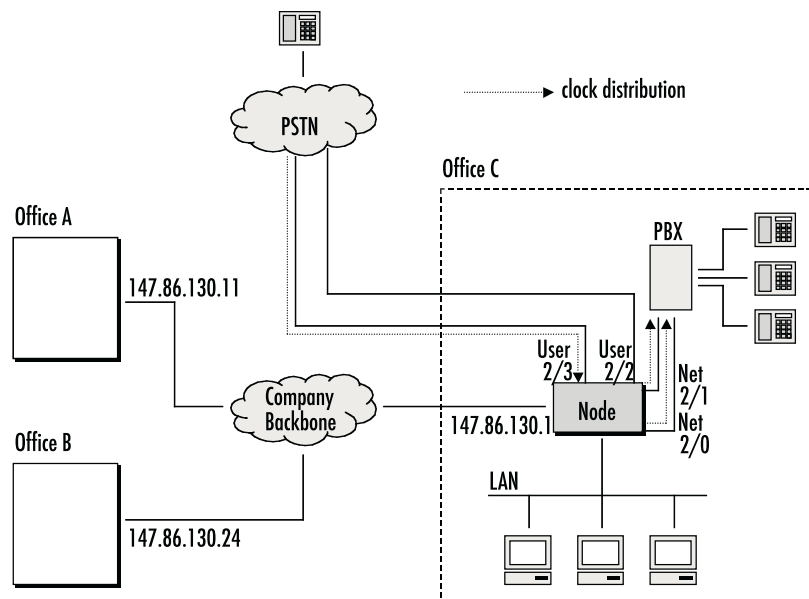 PSTN
clock distribution
Office C
Office A
PBX
147.86.130.11
User
2/3
User
2/2
Net
2/1
Company
Backbone
Node
147.86.130.1
Net
2/0
Office B
LAN
147.86.130.24